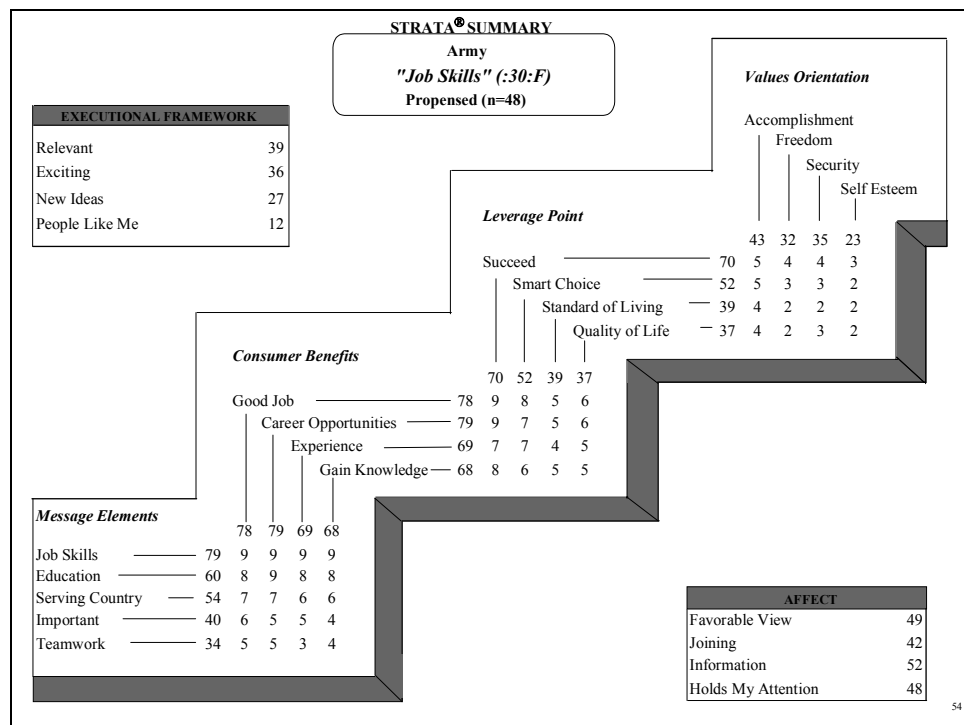 STRATA® SUMMARY
Army
"Job Skills" (:30:F)
Propensed (n=48)
EXECUTIONAL FRAMEWORK
Relevant 39
Exciting 36
New Ideas 27
People Like Me 12
Values Orientation
Accomplishment
Freedom
Security
Self Esteem
Leverage Point
43 32 35 23
Succeed 70 5 4 4 3
Smart Choice 52 5 3 3 2
Standard of Living 39 4 2 2 2
Quality of Life 37 4 2 3 2
Consumer Benefits
70 52 39 37
Good Job 78 9 8 5 6
Career Opportunities 79 9 7 5 6
Experience 69 7 7 4 5
Gain Knowledge 68 8 6 5 5
Message Elements
78 79 69 68
Job Skills 79 9 9 9 9
Education 60 8 9 8 8
Serving Country 54 7 7 6 6
Important 40 6 5 5 4
Teamwork 34 5 5 3 4
AFFECT
Favorable View 49
Joining 42
Information 52
Holds My Attention 48
54